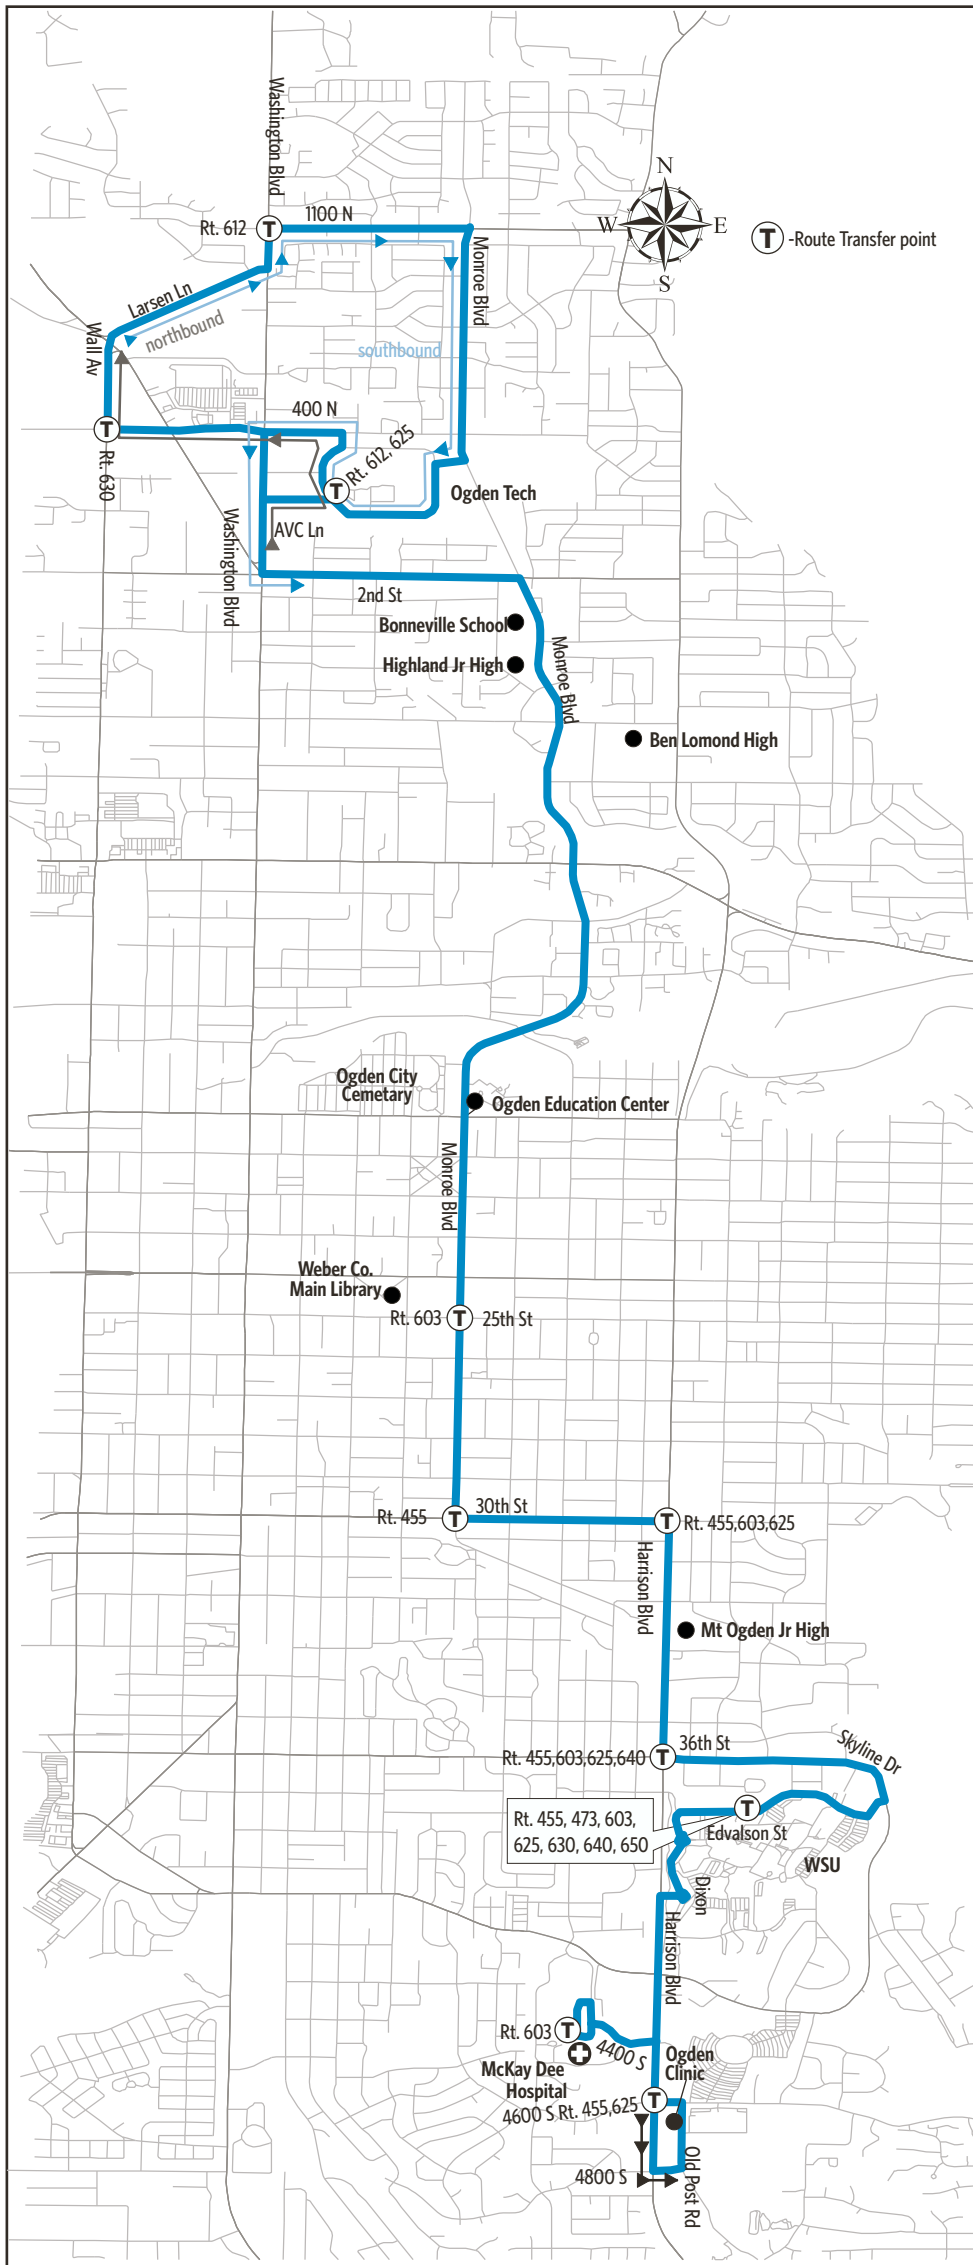 Washington Blvd
N
W
E
S
T
-Route Transfer point
Rt. 612
T
1100 N
Monroe Blvd
Larsen Ln
northbound
Wall Av
southbound
400 N
T
Rt. 630
Rt. 612, 625
T
Ogden Tech
AVC Ln
Washington Blvd
2nd St
Bonneville School
Highland Jr High
Monroe Blvd
Ben Lomond High
Ogden City
Cemetary
Ogden Education Center
Monroe Blvd
Weber Co.
Main Library
Rt. 603
T
25th St
30th St
Rt. 455
T
T
Rt. 455,603,625
Harrison Blvd
Mt Ogden Jr High
36th St
Skyline Dr
Rt. 455,603,625,640
T
T
Rt. 455, 473, 603,
625, 630, 640, 650
Edvalson St
WSU
Dixon
Harrison Blvd
Rt. 603
T
4400 S
McKay Dee
Hospital
Ogden
Clinic
4600 S Rt. 455,625
T
4800 S
Old Post Rd